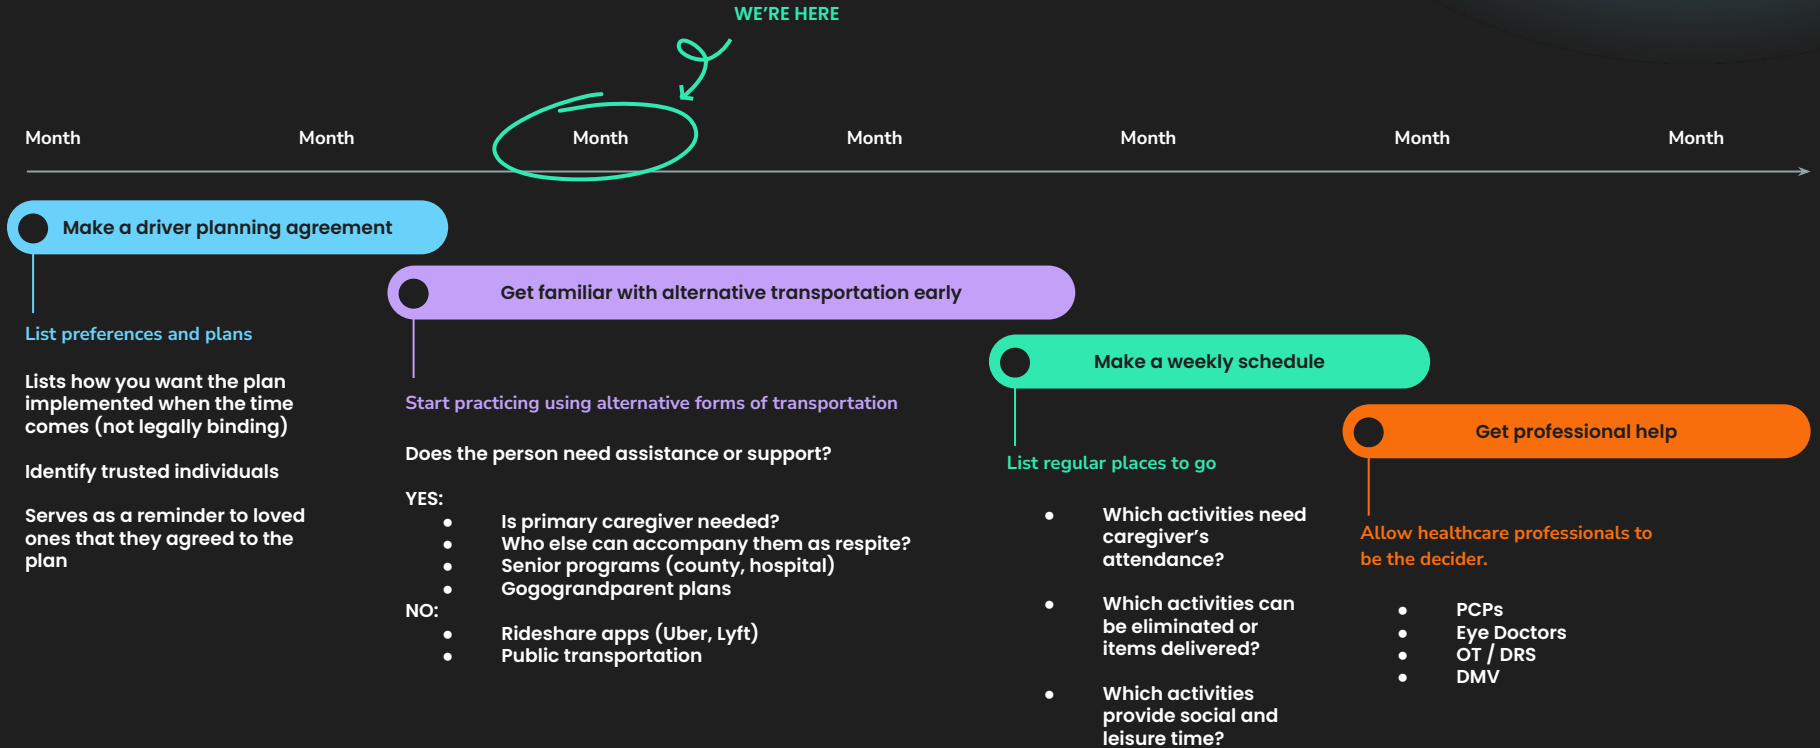 WE’RE HERE
Month
Month
Month
Month
Month
Month
Month
Make a driver planning agreement
List preferences and plans
Lists how you want the plan
implemented when the time
comes (not legally binding)
Identify trusted individuals
Serves as a reminder to loved
ones that they agreed to the
plan
Get familiar with alternative transportation early
Start practicing using alternative forms of transportation
Does the person need assistance or support?
YES:
● Is primary caregiver needed?
● Who else can accompany them as respite?
● Senior programs (county, hospital)
● Gogograndparent plans
NO:
● Rideshare apps (Uber, Lyft)
● Public transportation
Make a weekly schedule
List regular places to go
● Which activities need
caregiver’s
attendance?
● Which activities can
be eliminated or
items delivered?
● Which activities
provide social and
leisure time?
Get professional help
Allow healthcare professionals to
be the decider.
● PCPs
● Eye Doctors
● OT / DRS
● DMV